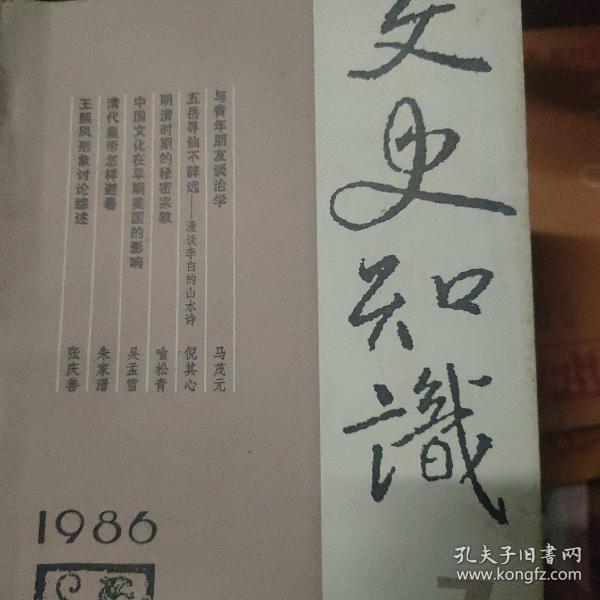 文史知識
与青年朋友谈治学 马茂元
五岳寻仙不辞远——漫谈李白的山水诗 倪其心
明清时期的秘密宗教 喻松青
中国文化在早期美国的影响 吴孟雪
清代皇帝怎样避暑 朱家溍
王熙凤形象讨论综述 张庆善
1986
7
孔夫子旧书网
www.kongfz.com